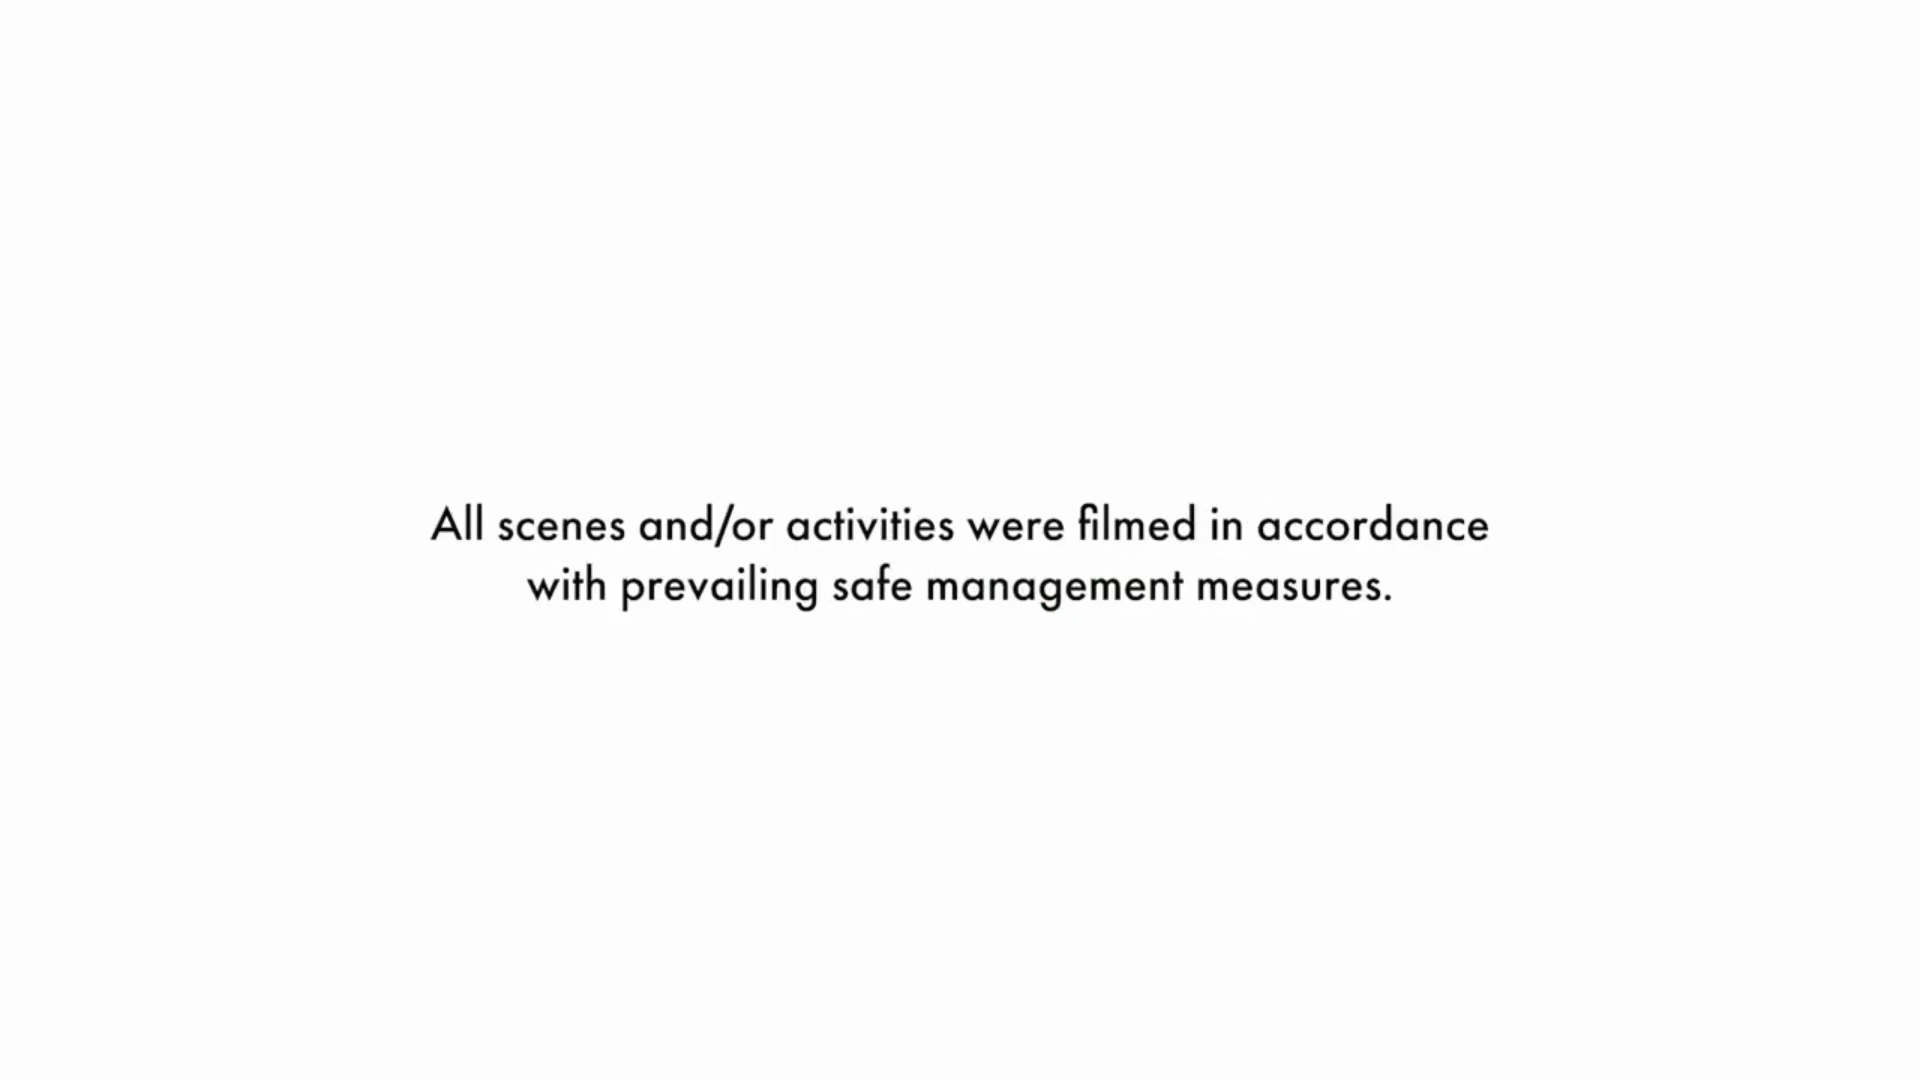 All scenes and/or activities were filmed in accordance
with prevailing safe management measures.